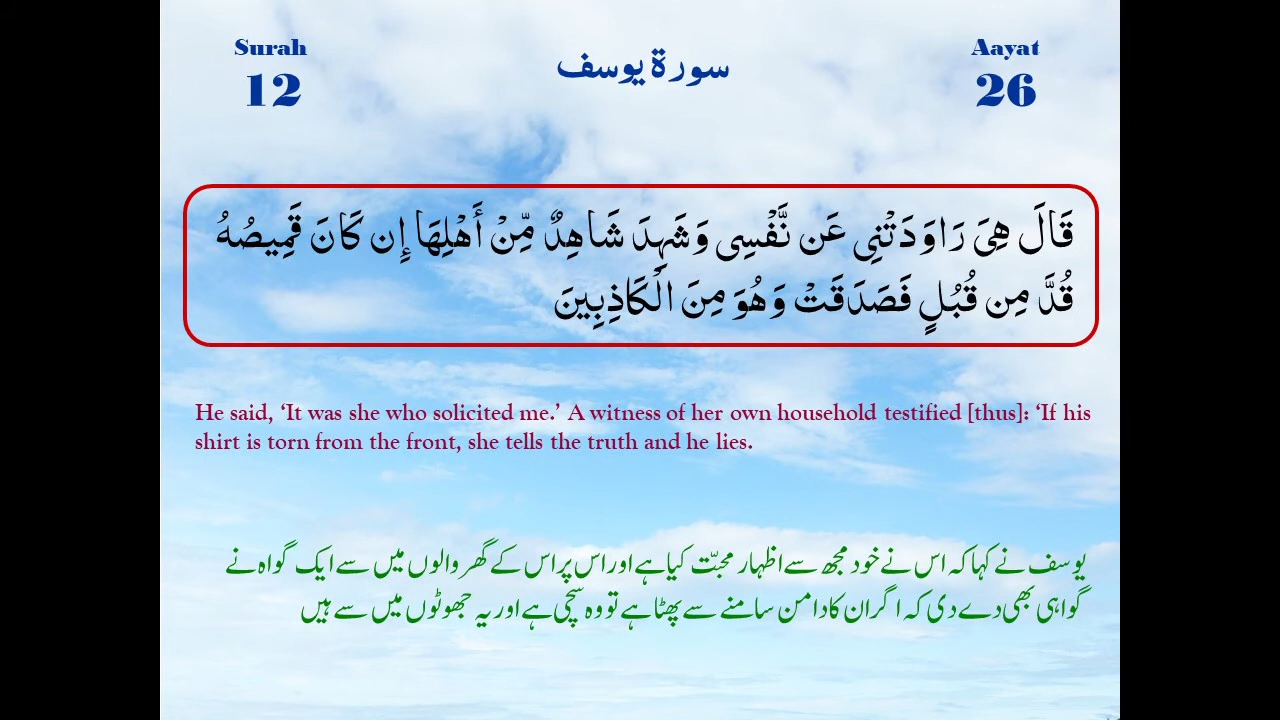 Surah
12
سورة يوسف
Aayat
26
قَالَ هِيَ رَاوَدَتْنِي عَن نَّفْسِي وَشَهِدَ شَاهِدٌ مِّنْ أَهْلِهَا إِن كَانَ قَمِيصُهُ
قُدَّ مِن قُبُلٍ فَصَدَقَتْ وَهُوَ مِنَ الْكَاذِبِينَ
He said, ‘It was she who solicited me.’ A witness of her own household testified [thus]: ‘If his
shirt is torn from the front, she tells the truth and he lies.
یوسف نے کہا کہ اس نے خود مجھ سے اظہار محبّت کیا ہے اور اس پر اس کے گھر والوں میں سے ایک گواہ نے
گواہی بھی دے دی کہ اگر ان کا دامن سامنے سے پھٹا ہے تو وہ سچی ہے اور یہ جھوٹوں میں سے ہیں